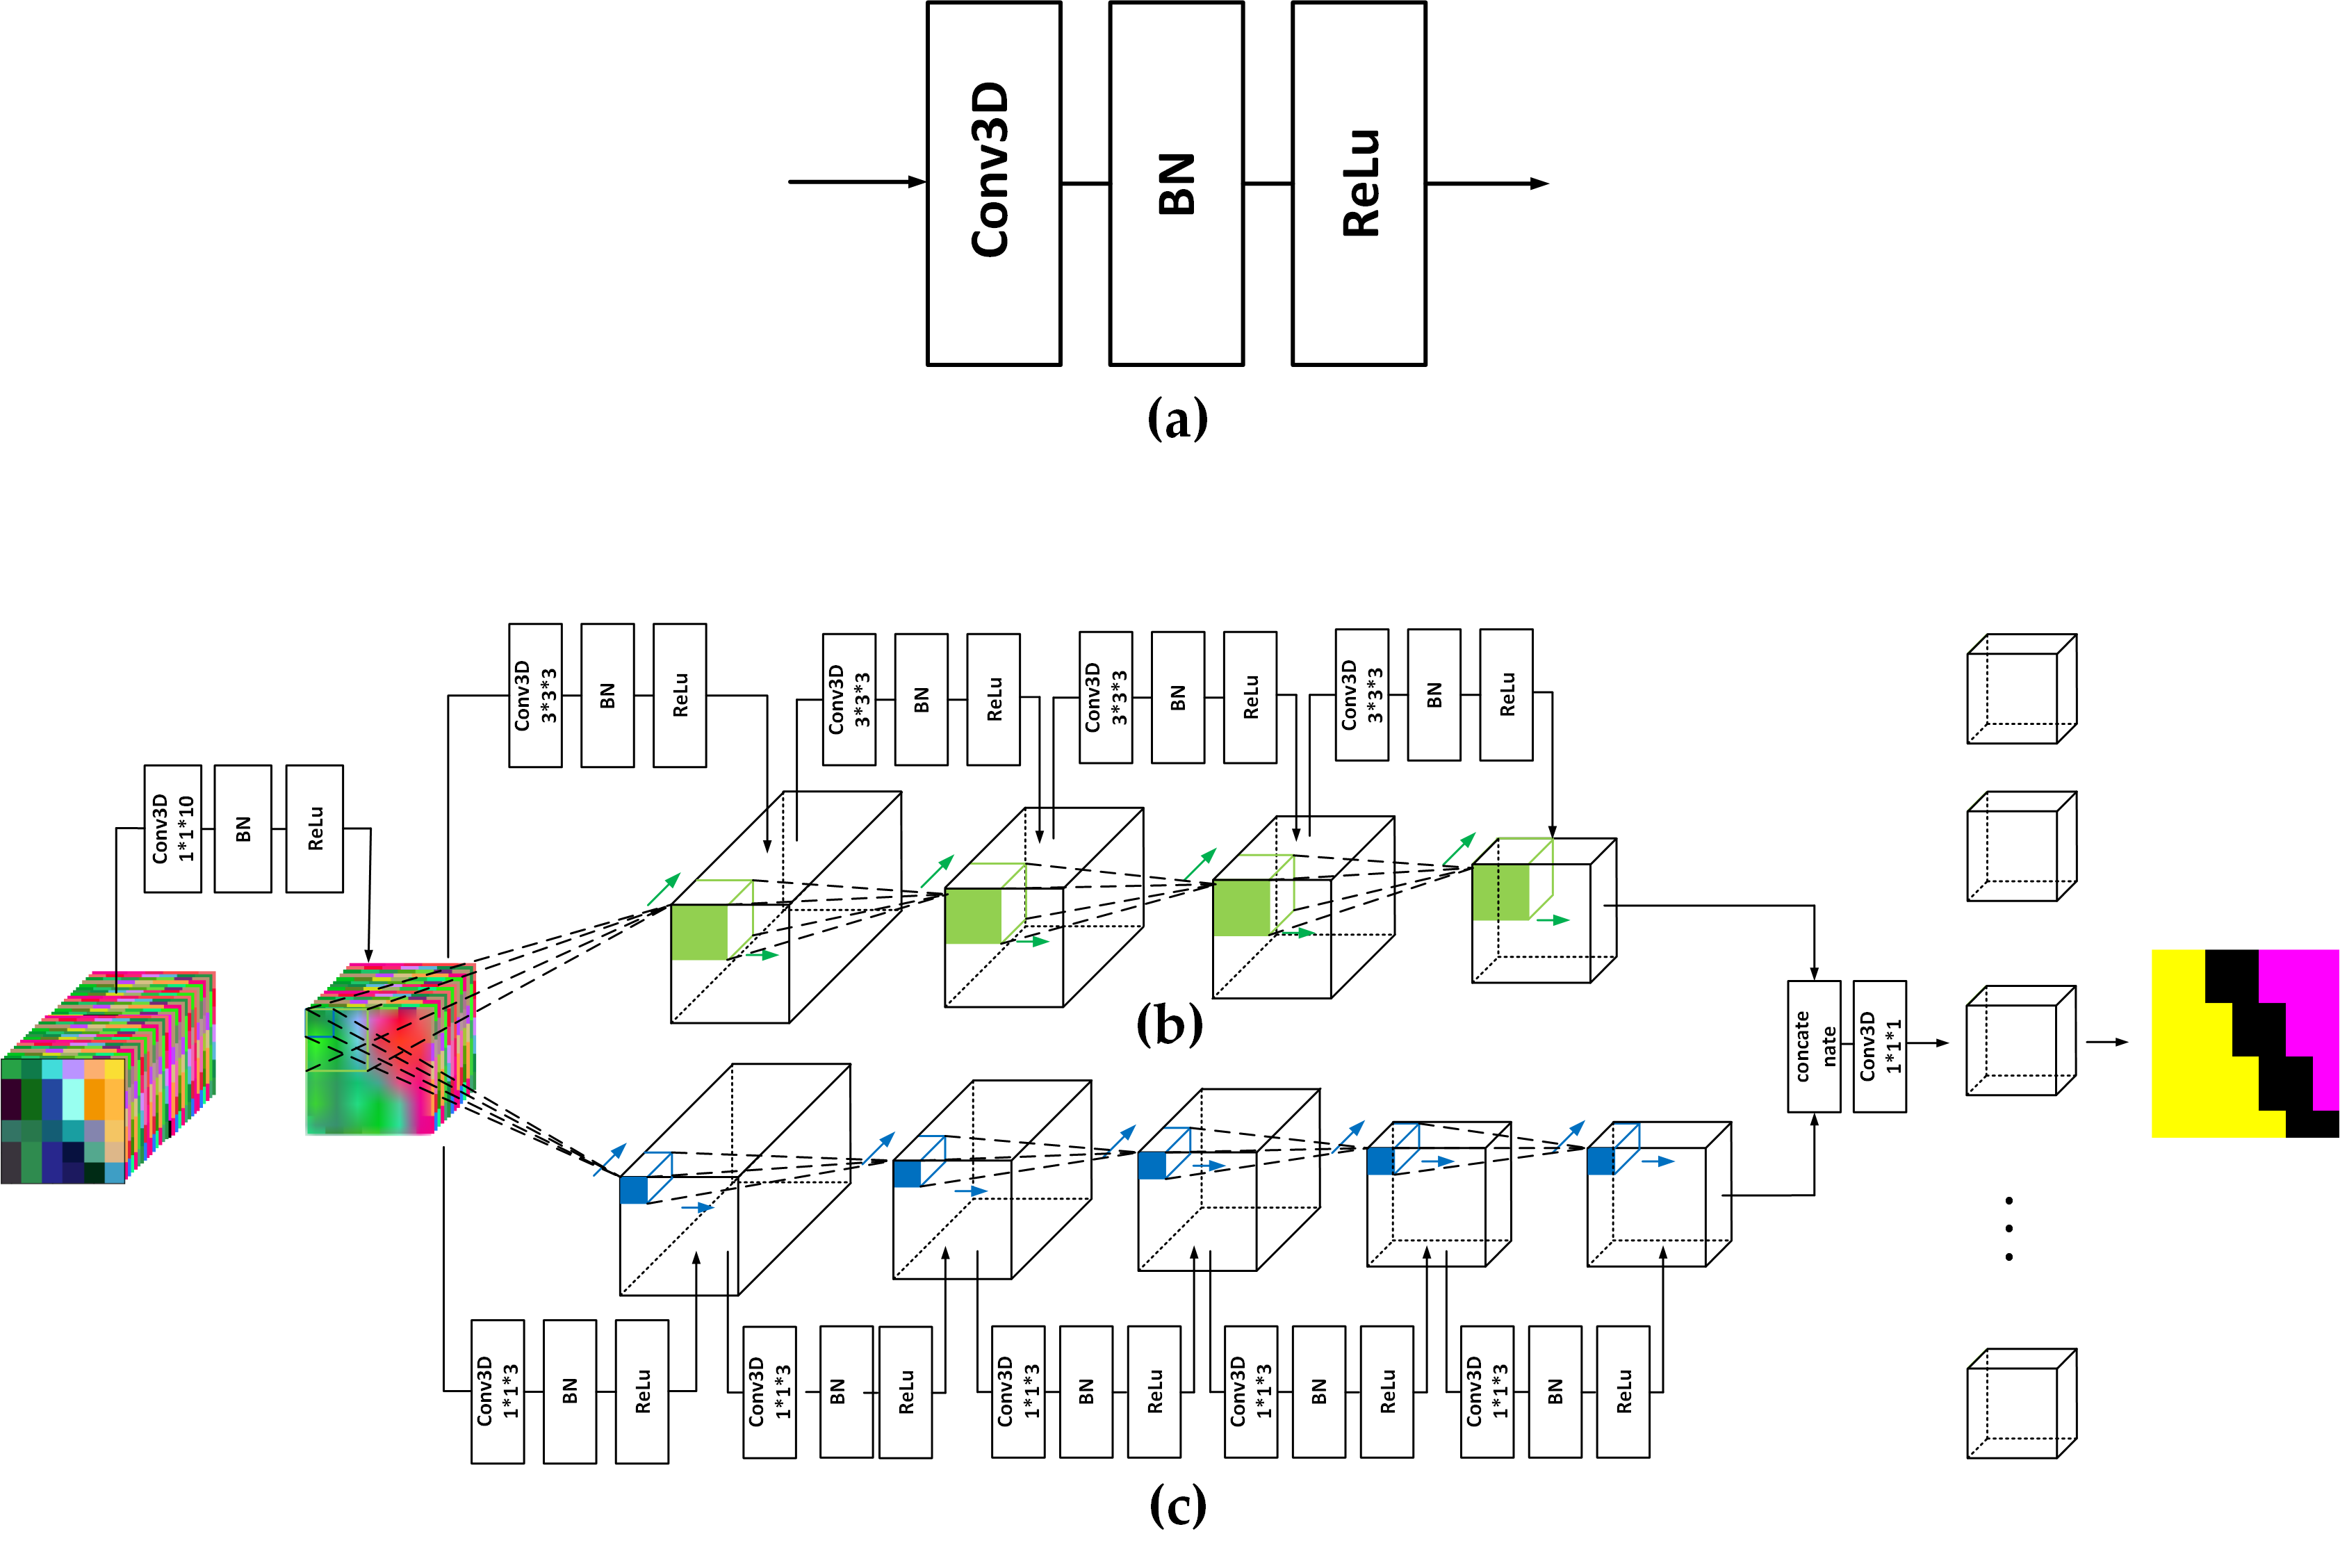 Conv3D
BN
ReLu
(a)
Conv3D
3*3*3
BN
ReLu
Conv3D
3*3*3
BN
ReLu
Conv3D
3*3*3
BN
ReLu
Conv3D
3*3*3
BN
ReLu
Conv3D
1*1*10
BN
ReLu
(b)
concate
nate
Conv3D
1*1*1
Conv3D
1*1*3
BN
ReLu
Conv3D
1*1*3
BN
ReLu
Conv3D
1*1*3
BN
ReLu
Conv3D
1*1*3
BN
ReLu
Conv3D
1*1*3
BN
ReLu
(c)